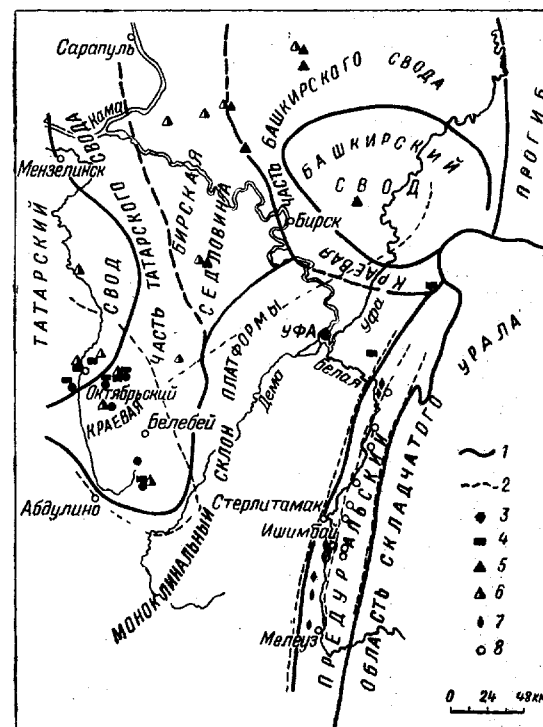 Сарапуль
Кама
Мензелинск
ТАТАРСКИЙ СВОД
ЧАСТЬ ТАТАРСКОГО СВОДА
КРАЕВАЯ
БИРСКАЯ СЕДЛОВИНА
ЧАСТЬ БАШКИРСКОГО СВОДА
КРАЕВАЯ
БАШКИРСКИЙ
СВОД
ПРОГИБ
Бирск
УФА
Уфа
Белая
Дема
УРАЛА
Октябрьский
Белебей
Абдулино
МОНОКЛИНАЛЬНЫЙ СКЛОН ПЛАТФОРМЫ
Стерлитамак
Ишимбай
Мелеуз
ПРЕДУРАЛЬСКИЙ
ОБЛАСТЬ СКЛАДЧАТОГО
1
2
3
4
5
6
7
8
0 24 48км